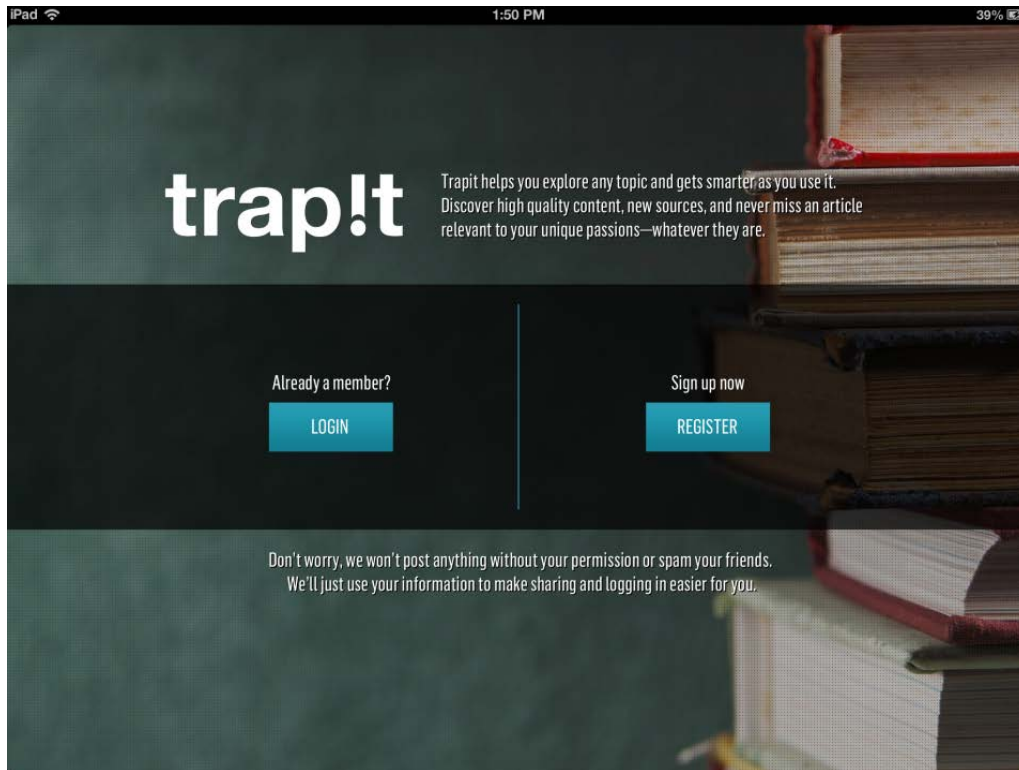 iPad
1:50 PM
39%
trap!t
Trapit helps you explore any topic and gets smarter as you use it.
Discover high quality content, new sources, and never miss an article
relevant to your unique passions—whatever they are.
Already a member?
LOGIN
Sign up now
REGISTER
Don't worry, we won't post anything without your permission or spam your friends.
We'll just use your information to make sharing and logging in easier for you.